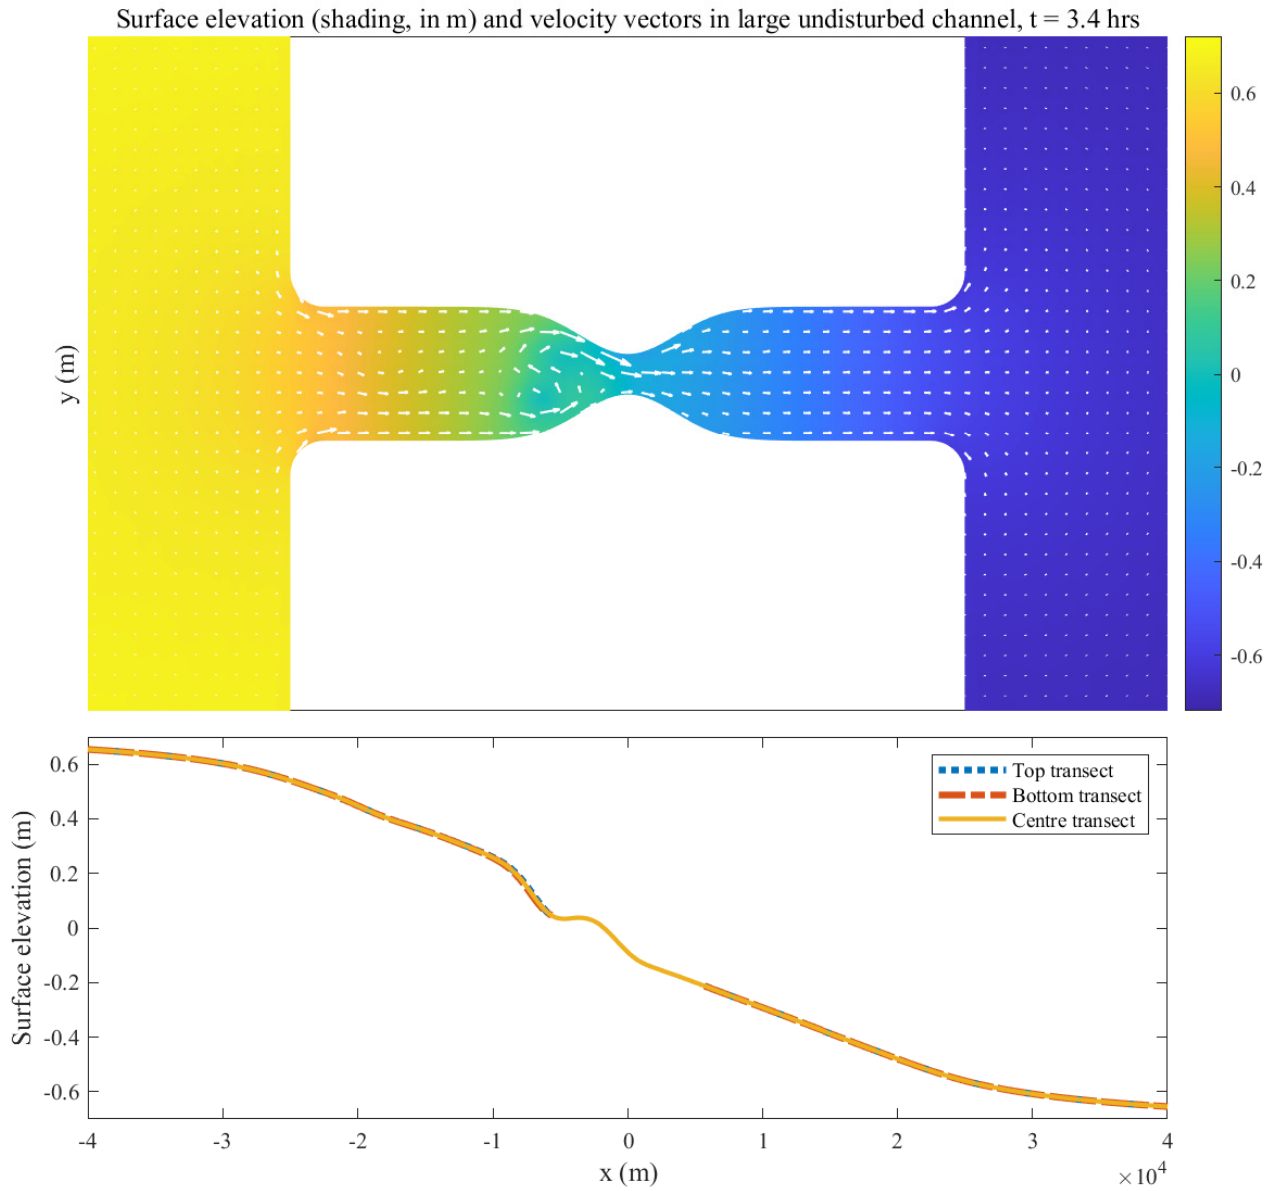 Surface elevation (shading, in m) and velocity vectors in large undisturbed channel, t = 3.4 hrs
y (m)
0.6
0.4
0.2
0
-0.2
-0.4
-0.6
Surface elevation (m)
0.6
0.4
0.2
0
-0.2
-0.4
-0.6
Top transect
Bottom transect
Centre transect
-4 -3 -2 -1 0 1 2 3 4
x (m)
×10⁴